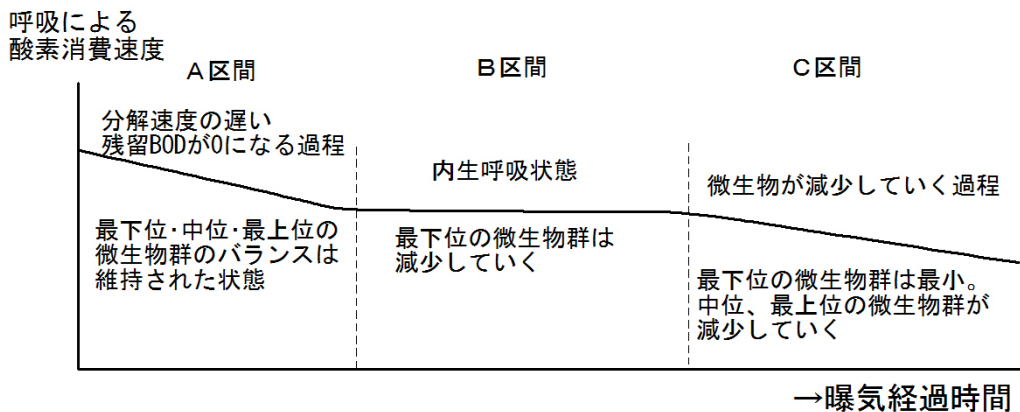 呼吸による
酸素消費速度
A区間
B区間
C区間
分解速度の遅い
残留BODが0になる過程
内生呼吸状態
微生物が減少していく過程
最下位・中位・最上位の
微生物群のバランスは
維持された状態
最下位の微生物群は
減少していく
最下位の微生物群は最小。
中位、最上位の微生物群が
減少していく
→曝気経過時間